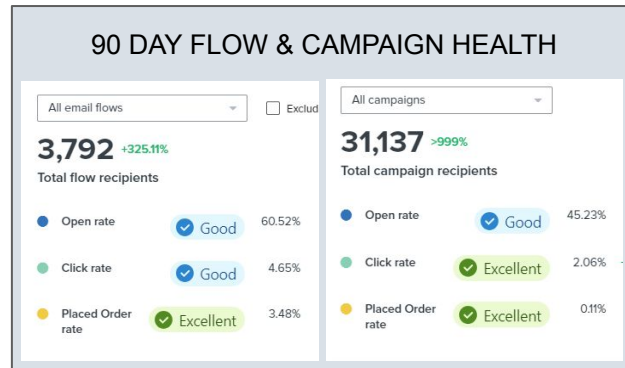 90 DAY FLOW & CAMPAIGN HEALTH
All email flows
Exclud
3,792 +325.11%
Total flow recipients
Open rate Good 60.52%
Click rate Good 4.65%
Placed Order
rate Excellent 3.48%
All campaigns
31,137 >999%
Total campaign recipients
Open rate Good 45.23%
Click rate Excellent 2.06%
Placed Order
rate Excellent 0.11%